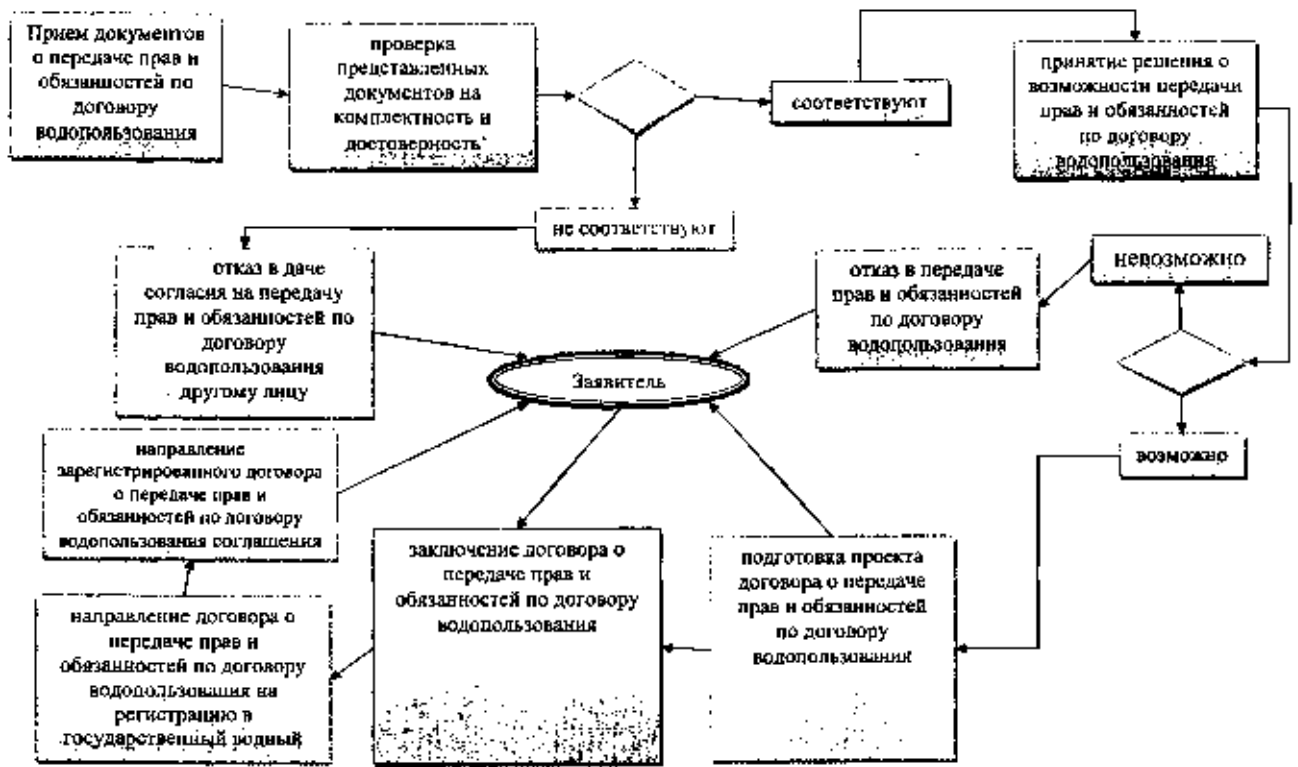 Прием документов
о передаче прав и
обязанностей по
договору
водопользования
проверка
представленных
документов на
комплектность и
достоверность
соответствуют
принятие решения о
возможности передачи
прав и обязанностей
по договору
водопользования
не соответствуют
отказ в даче
согласия на передачу
прав и обязанностей по
договору
водопользования
другому лицу
отказ в передаче
прав и обязанностей
по договору
водопользования
невозможно
Заявитель
возможно
направление
зарегистрированного договора
о передаче прав и
обязанностей по договору
водопользования соглашения
заключение договора о
передаче прав и
обязанностей по договору
водопользования
подготовка проекта
договора о передаче
прав и обязанностей
по договору
водопользования
направление договора о
передаче прав и
обязанностей по договору
водопользования на
регистрацию в
государственный водный